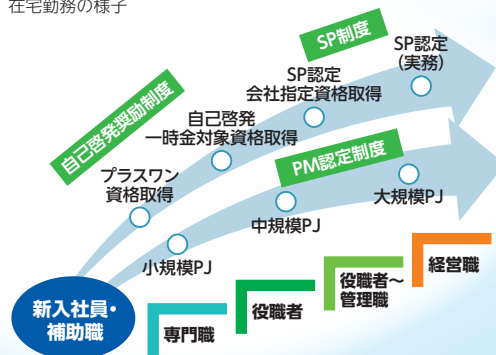 在宅勤務の様子
SP制度
SP認定
（実務）
SP認定
会社指定資格取得
自己啓発奨励制度
自己啓発
一時金対象資格取得
PM認定制度
プラスワン
資格取得
大規模PJ
中規模PJ
小規模PJ
新入社員・
補助職
専門職
役職者
役職者～
管理職
経営職